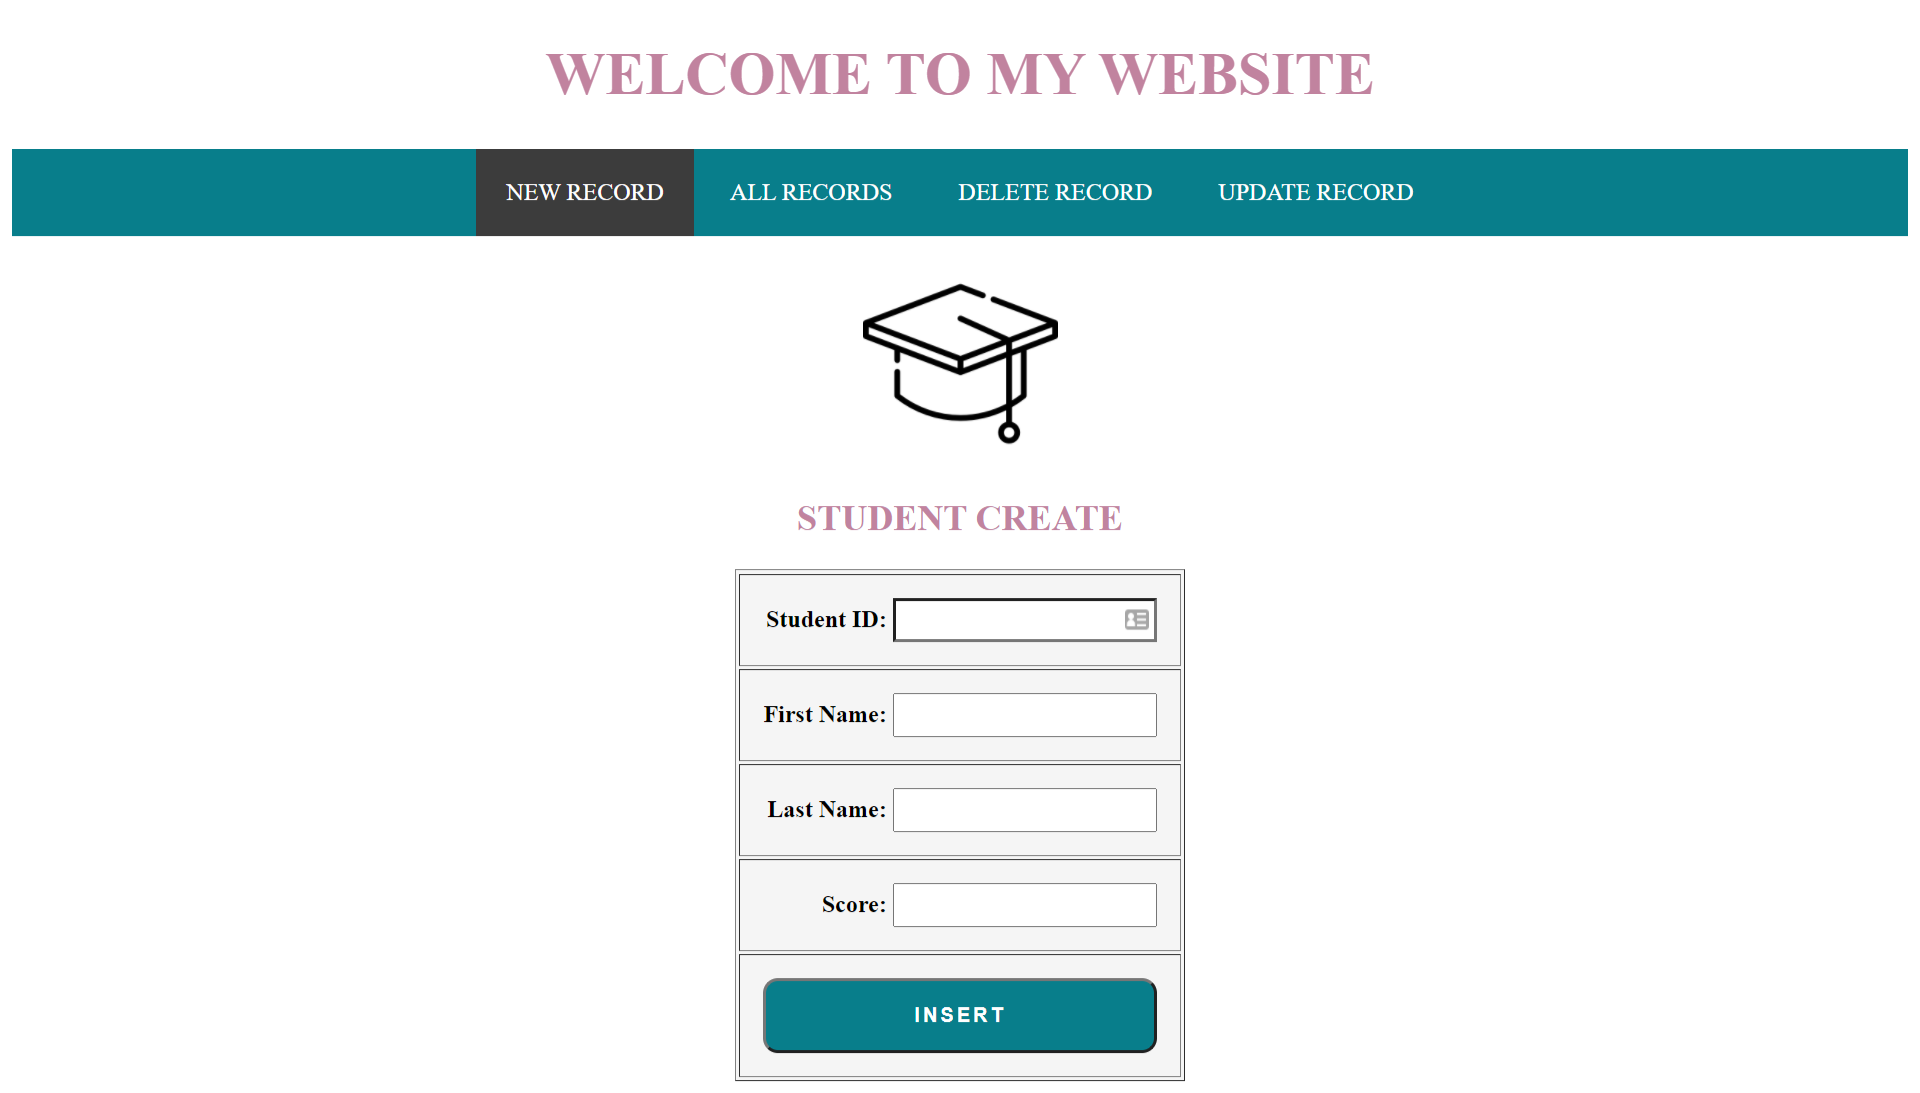 WELCOME TO MY WEBSITE
NEW RECORD ALL RECORDS DELETE RECORD UPDATE RECORD
STUDENT CREATE
Student ID:
First Name:
Last Name:
Score:
INSERT